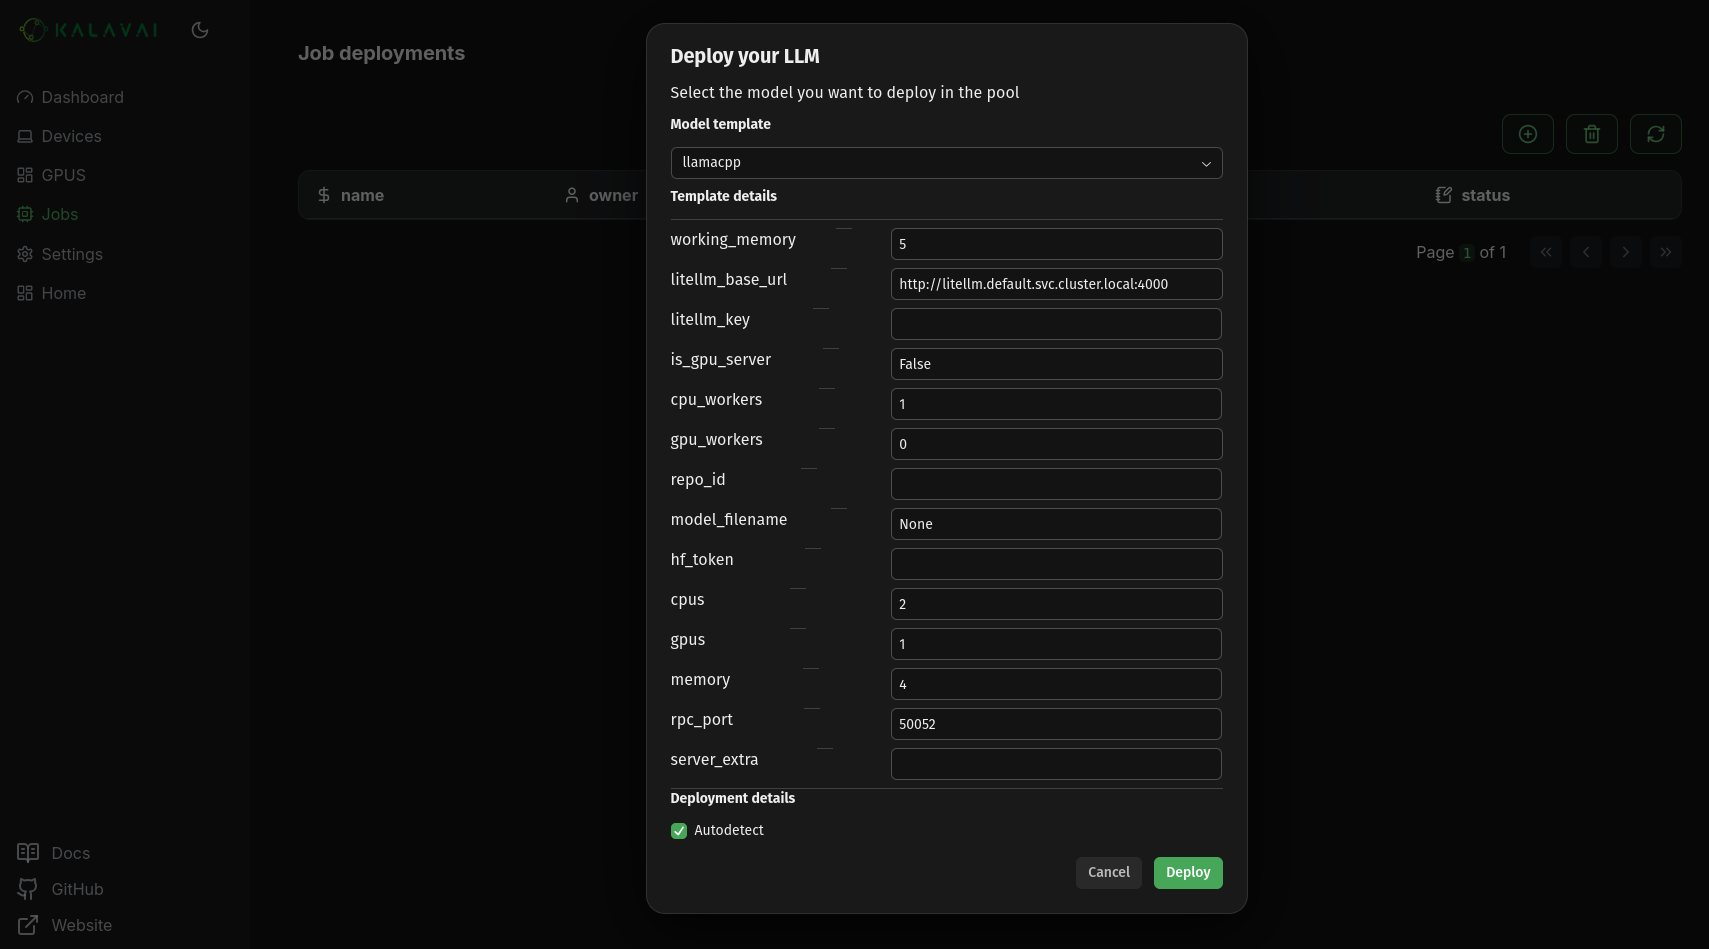 KALAVAI
Dashboard
Devices
GPUS
Jobs
Settings
Home
Docs
GitHub
Website
Job deployments
name
owner
status
Page 1 of 1
Deploy your LLM
Select the model you want to deploy in the pool
Model template
llamacpp
Template details
working_memory 5
litellm_base_url http://litellm.default.svc.cluster.local:4000
litellm_key
is_gpu_server False
cpu_workers 1
gpu_workers 0
repo_id
model_filename None
hf_token
cpus 2
gpus 1
memory 4
rpc_port 50052
server_extra
Deployment details
Autodetect
Cancel Deploy